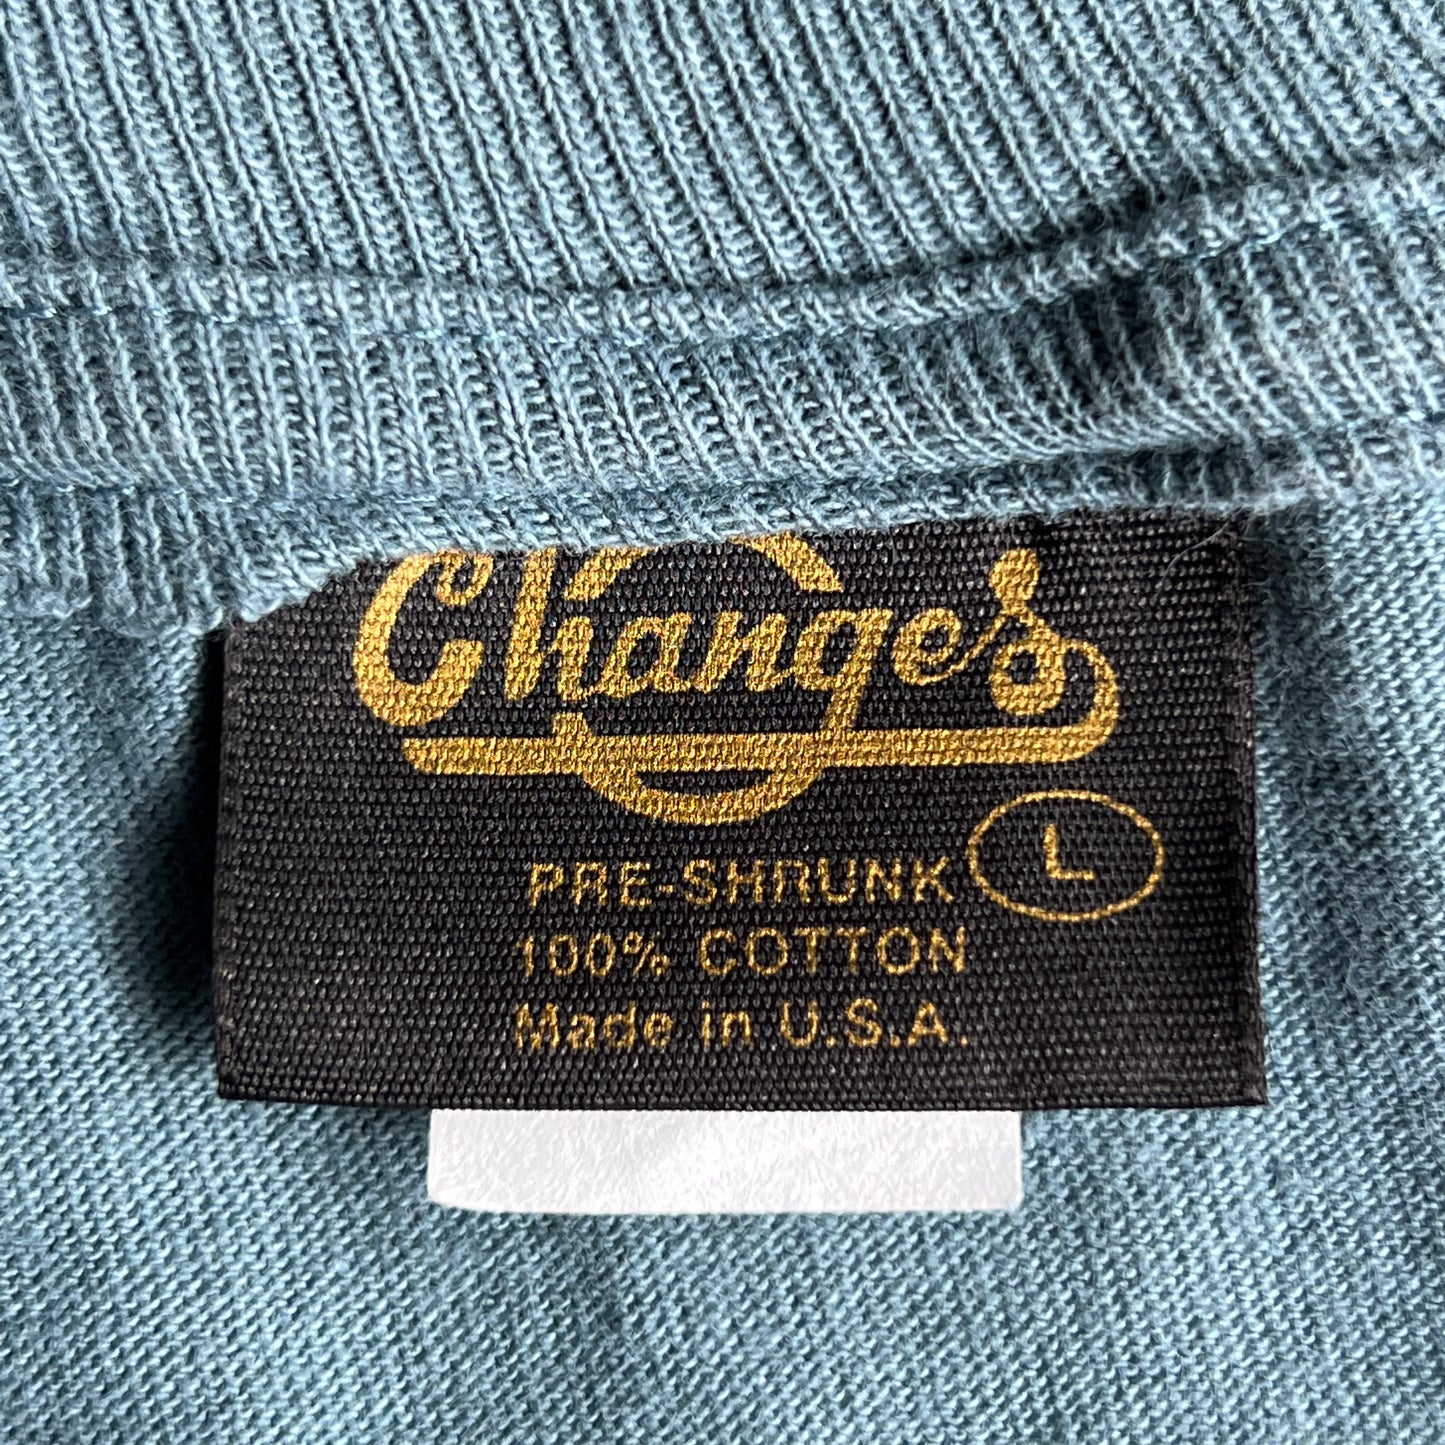 Changes
L
PRE-SHRUNK
100% COTTON
Made in U.S.A.